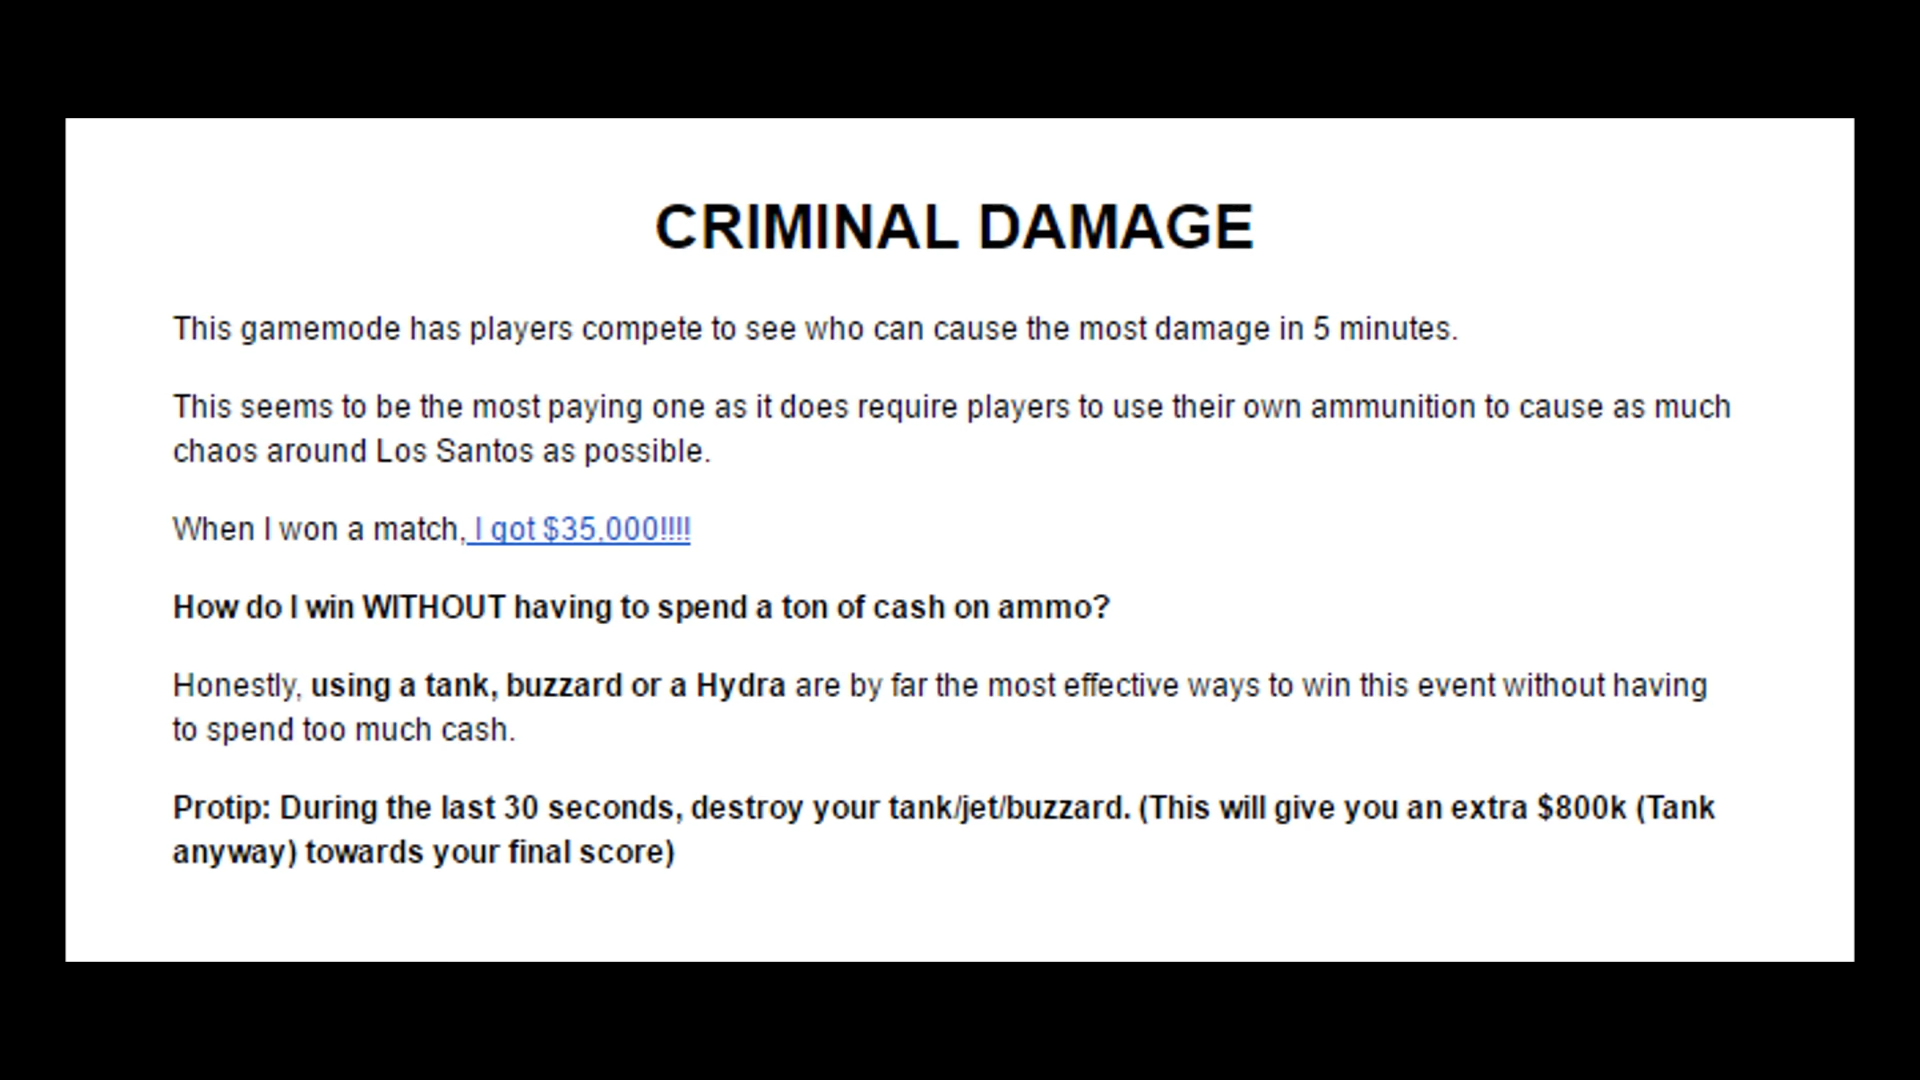 CRIMINAL DAMAGE
This gamemode has players compete to see who can cause the most damage in 5 minutes.
This seems to be the most paying one as it does require players to use their own ammunition to cause as much
chaos around Los Santos as possible.
When I won a match, I got $35,000!!!!
How do I win WITHOUT having to spend a ton of cash on ammo?
Honestly, using a tank, buzzard or a Hydra are by far the most effective ways to win this event without having
to spend too much cash.
Protip: During the last 30 seconds, destroy your tank/jet/buzzard. (This will give you an extra $800k (Tank
anyway) towards your final score)